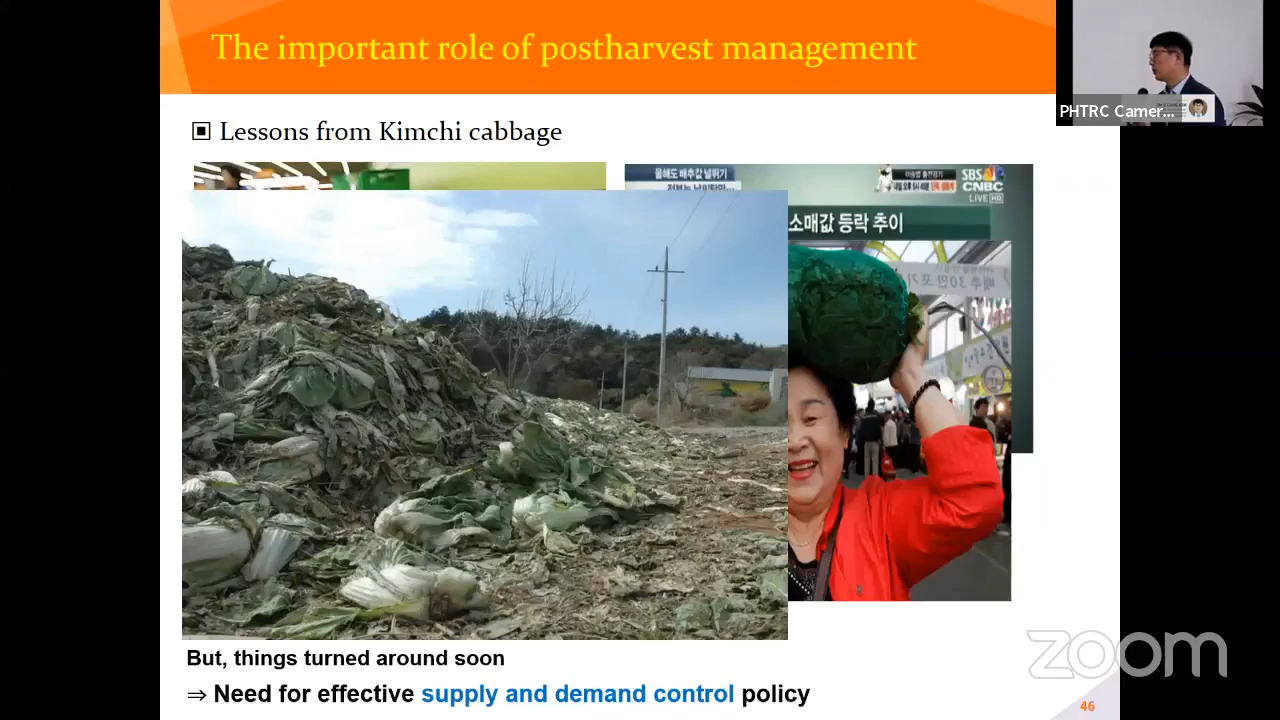 The important role of postharvest management
PHTRC Camer...
▣ Lessons from Kimchi cabbage
올해도 배추값 널뛰기
SBS
CNBC
LIVE HD
소매값 등락 추이
But, things turned around soon
⇒ Need for effective supply and demand control policy
zoom
46